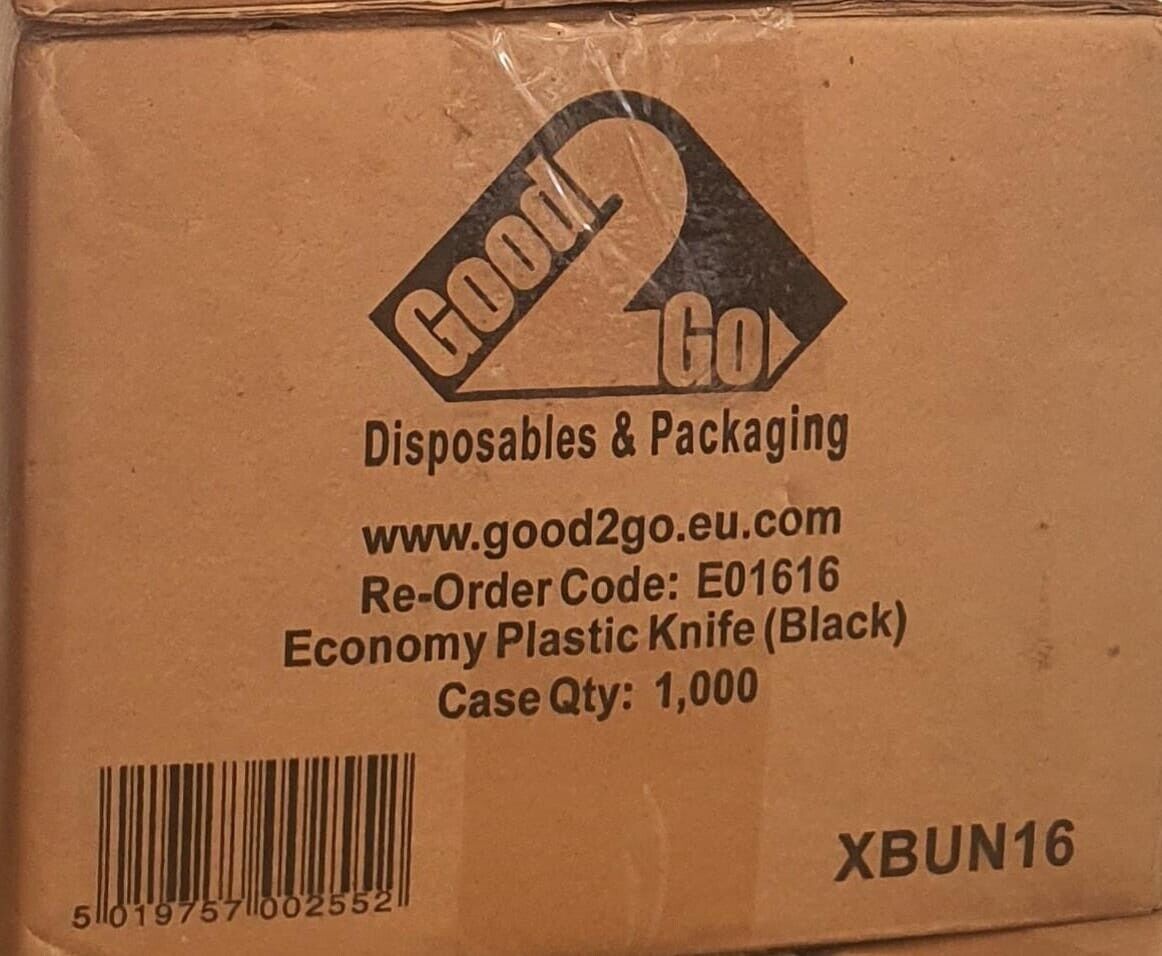 Good
2
Go
Disposables & Packaging
www.good2go.eu.com
Re-Order Code: E01616
Economy Plastic Knife (Black)
Case Qty: 1,000
XBUN16
5 019757 002552